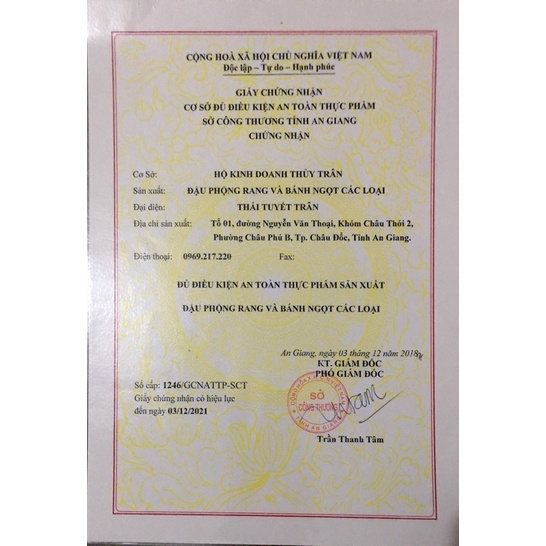 CỘNG HOÀ XÃ HỘI CHỦ NGHĨA VIỆT NAM
Độc lập – Tự do – Hạnh phúc
GIẤY CHỨNG NHẬN
CƠ SỞ ĐỦ ĐIỀU KIỆN AN TOÀN THỰC PHẨM
SỞ CÔNG THƯƠNG TỈNH AN GIANG
CHỨNG NHẬN
Cơ Sở: HỘ KINH DOANH THỦY TRÂN
Sản xuất: ĐẬU PHỘNG RANG VÀ BÁNH NGỌT CÁC LOẠI
Đại diện: THÁI TUYẾT TRÂN
Địa chỉ sản xuất: Tổ 01, đường Nguyễn Văn Thoại, Khóm Châu Thới 2,
Phường Châu Phú B, Tp. Châu Đốc, Tỉnh An Giang.
Điện thoại: 0969.217.220 Fax:
ĐỦ ĐIỀU KIỆN AN TOÀN THỰC PHẨM SẢN XUẤT
ĐẬU PHỘNG RANG VÀ BÁNH NGỌT CÁC LOẠI
An Giang, ngày 03 tháng 12 năm 2018
KT. GIÁM ĐỐC
PHÓ GIÁM ĐỐC
Số cấp: 1246/GCNATTP-SCT
Giấy chứng nhận có hiệu lực
đến ngày 03/12/2021
SỞ
CÔNG THƯƠNG
TỈNH AN GIANG
Trần Thanh Tâm